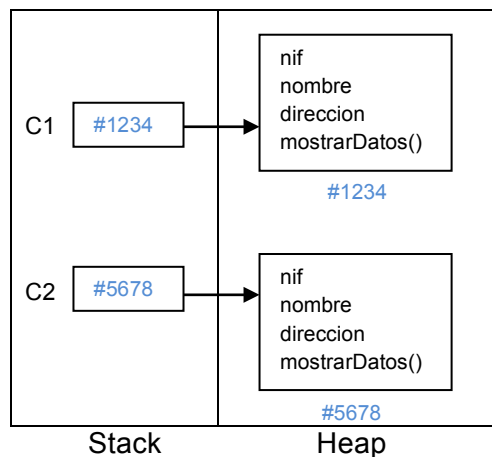 C1
#1234
nif
nombre
direccion
mostrarDatos()
#1234
C2
#5678
nif
nombre
direccion
mostrarDatos()
#5678
Stack
Heap